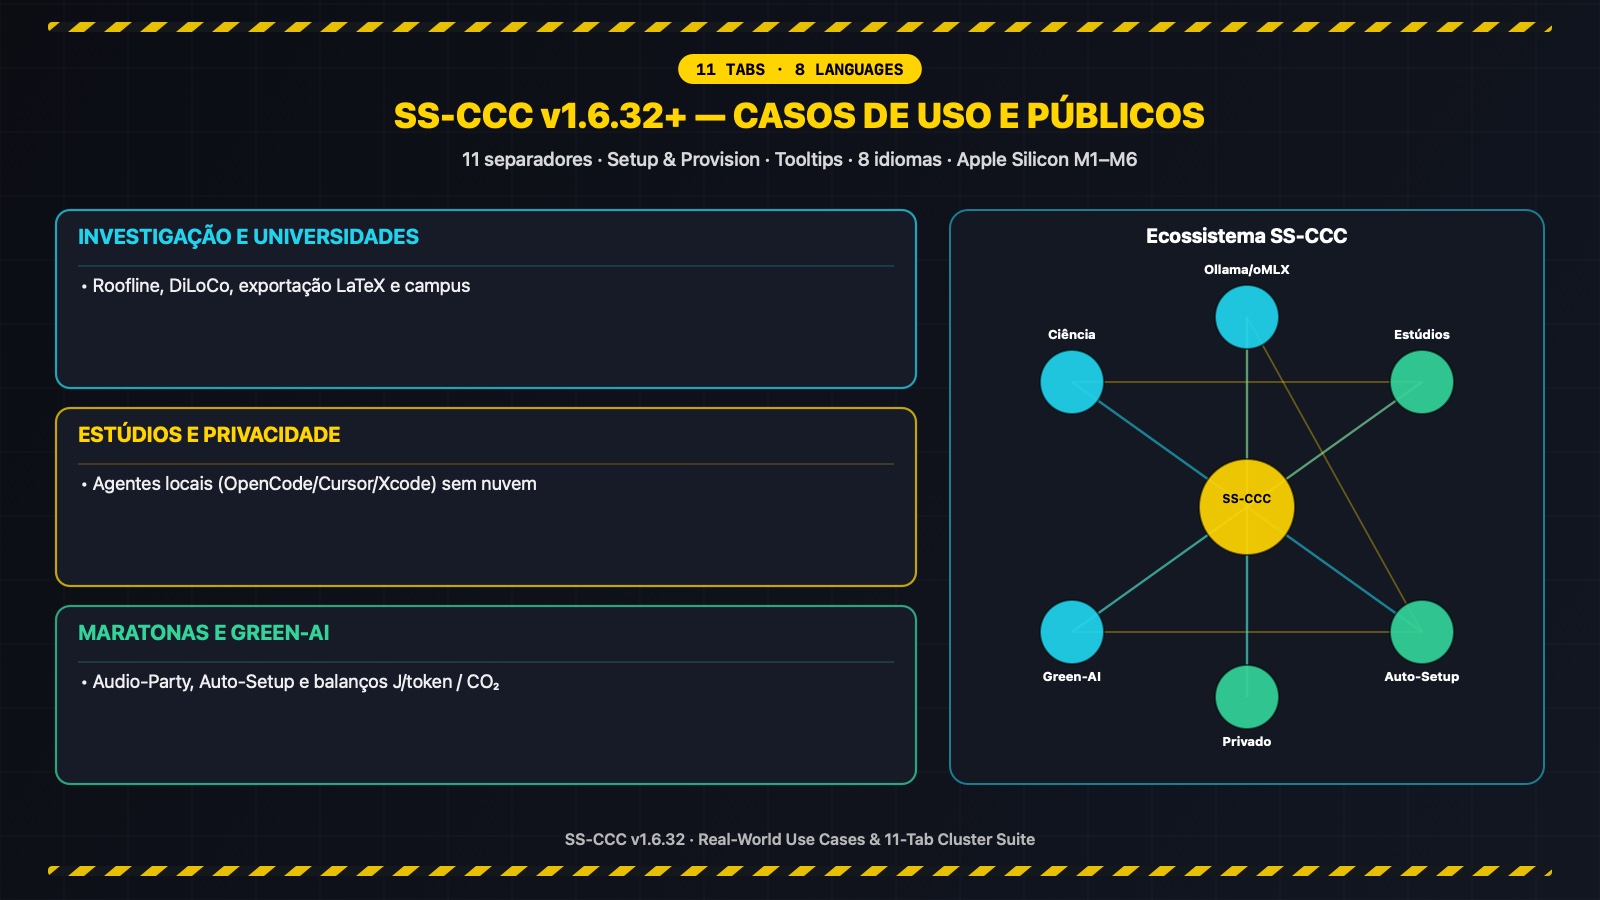 11 TABS · 8 LANGUAGES
SS-CCC v1.6.32+ — CASOS DE USO E PÚBLICOS
11 separadores · Setup & Provision · Tooltips · 8 idiomas · Apple Silicon M1–M6
INVESTIGAÇÃO E UNIVERSIDADES
• Roofline, DiLoCo, exportação LaTeX e campus
ESTÚDIOS E PRIVACIDADE
• Agentes locais (OpenCode/Cursor/Xcode) sem nuvem
MARATONAS E GREEN-AI
• Audio-Party, Auto-Setup e balanços J/token / CO₂
Ecossistema SS-CCC
Ollama/oMLX
Ciência
Estúdios
SS-CCC
Green-AI
Auto-Setup
Privado
SS-CCC v1.6.32 · Real-World Use Cases & 11-Tab Cluster Suite